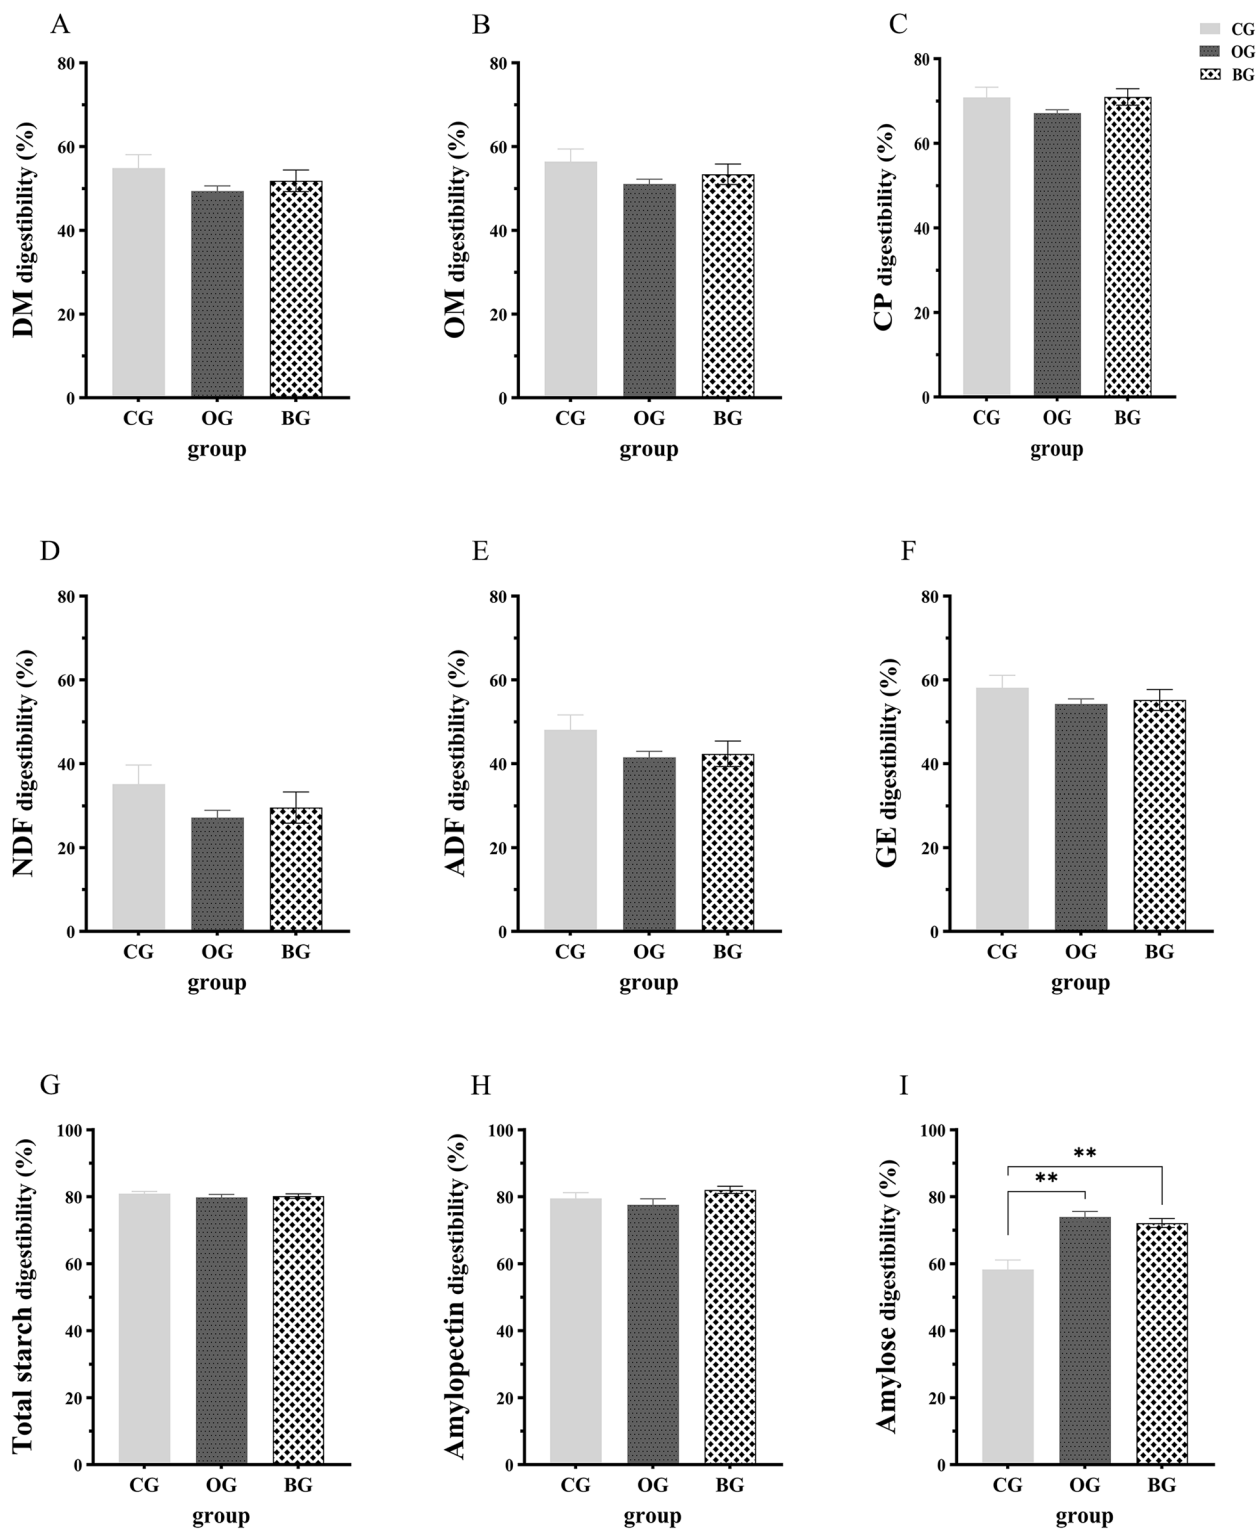 A
B
C
CG
OG
BG
DM digestibility (%)
80
60
40
20
0
CG OG BG
group
OM digestibility (%)
80
60
40
20
0
CG OG BG
group
CP digestibility (%)
80
60
40
20
0
CG OG BG
group
D
E
F
NDF digestibility (%)
80
60
40
20
0
CG OG BG
group
ADF digestibility (%)
80
60
40
20
0
CG OG BG
group
GE digestibility (%)
80
60
40
20
0
CG OG BG
group
G
H
I
Total starch digestibility (%)
100
80
60
40
20
0
CG OG BG
group
Amylopectin digestibility (%)
100
80
60
40
20
0
CG OG BG
group
Amylose digestibility (%)
100
80
60
40
20
0
**
**
CG OG BG
group